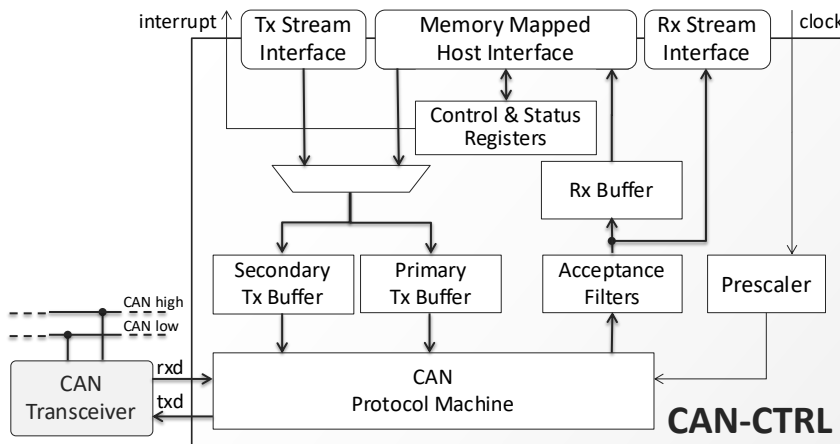 interrupt
Tx Stream
Interface
Memory Mapped
Host Interface
Rx Stream
Interface
clock
Control & Status
Registers
Rx Buffer
Secondary
Tx Buffer
Primary
Tx Buffer
Acceptance
Filters
Prescaler
CAN high
CAN low
CAN
Transceiver
rxd
txd
CAN
Protocol Machine
CAN-CTRL